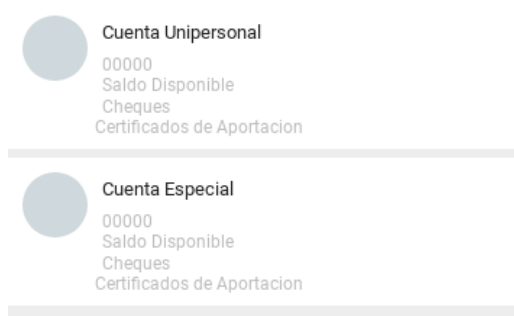 Cuenta Unipersonal
00000
Saldo Disponible
Cheques
Certificados de Aportacion
Cuenta Especial
00000
Saldo Disponible
Cheques
Certificados de Aportacion